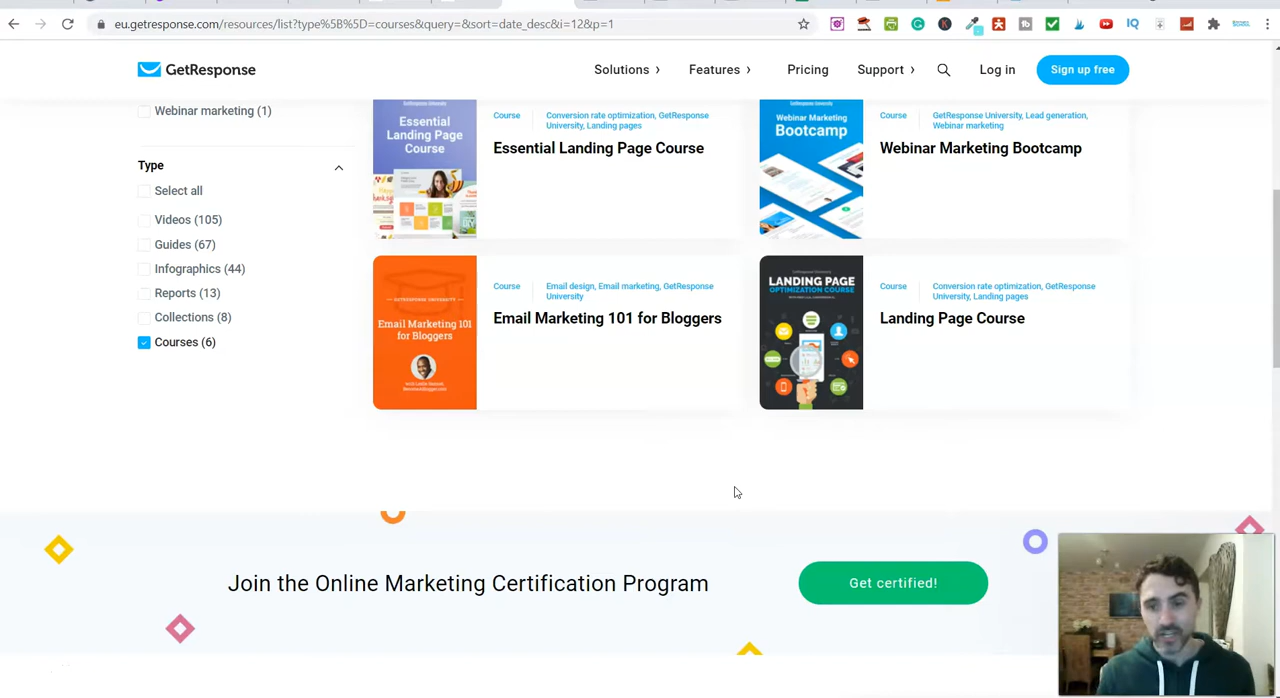 eu.getresponse.com/resources/list?type%5B%5D=courses&query=&sort=date_desc&i=12&p=1
GetResponse
Solutions ›
Features ›
Pricing
Support ›
Log in
Sign up free
Webinar marketing (1)
Type
Select all
Videos (105)
Guides (67)
Infographics (44)
Reports (13)
Collections (8)
Courses (6)
Essential
Landing Page
Course
Course
Conversion rate optimization, GetResponse
University, Landing pages
Essential Landing Page Course
Webinar Marketing
Bootcamp
Course
GetResponse University, Lead generation,
Webinar marketing
Webinar Marketing Bootcamp
GETRESPONSE UNIVERSITY
Email Marketing 101
for Bloggers
Course
Email design, Email marketing, GetResponse
University
Email Marketing 101 for Bloggers
LANDING PAGE
OPTIMIZATION COURSE
Course
Conversion rate optimization, GetResponse
University, Landing pages
Landing Page Course
Join the Online Marketing Certification Program
Get certified!